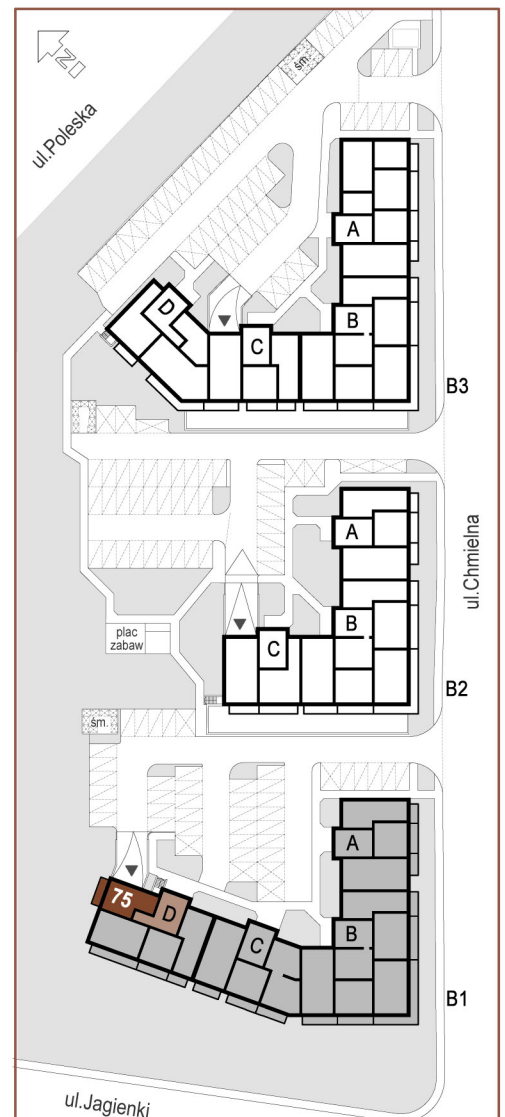 N
ul.Poleska
śm.
A
D
B
C
B3
A
ul.Chmielna
B
C
plac
zabaw
B2
śm.
A
75
D
C
B
B1
ul.Jagienki